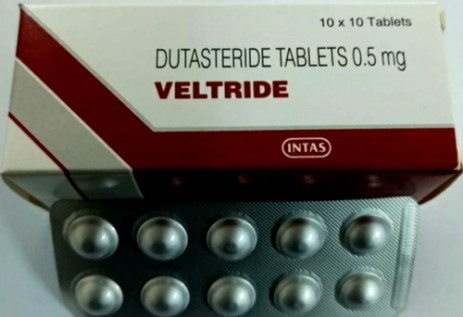 10 x 10 Tablets
DUTASTERIDE TABLETS 0.5 mg
VELTRIDE
INTAS